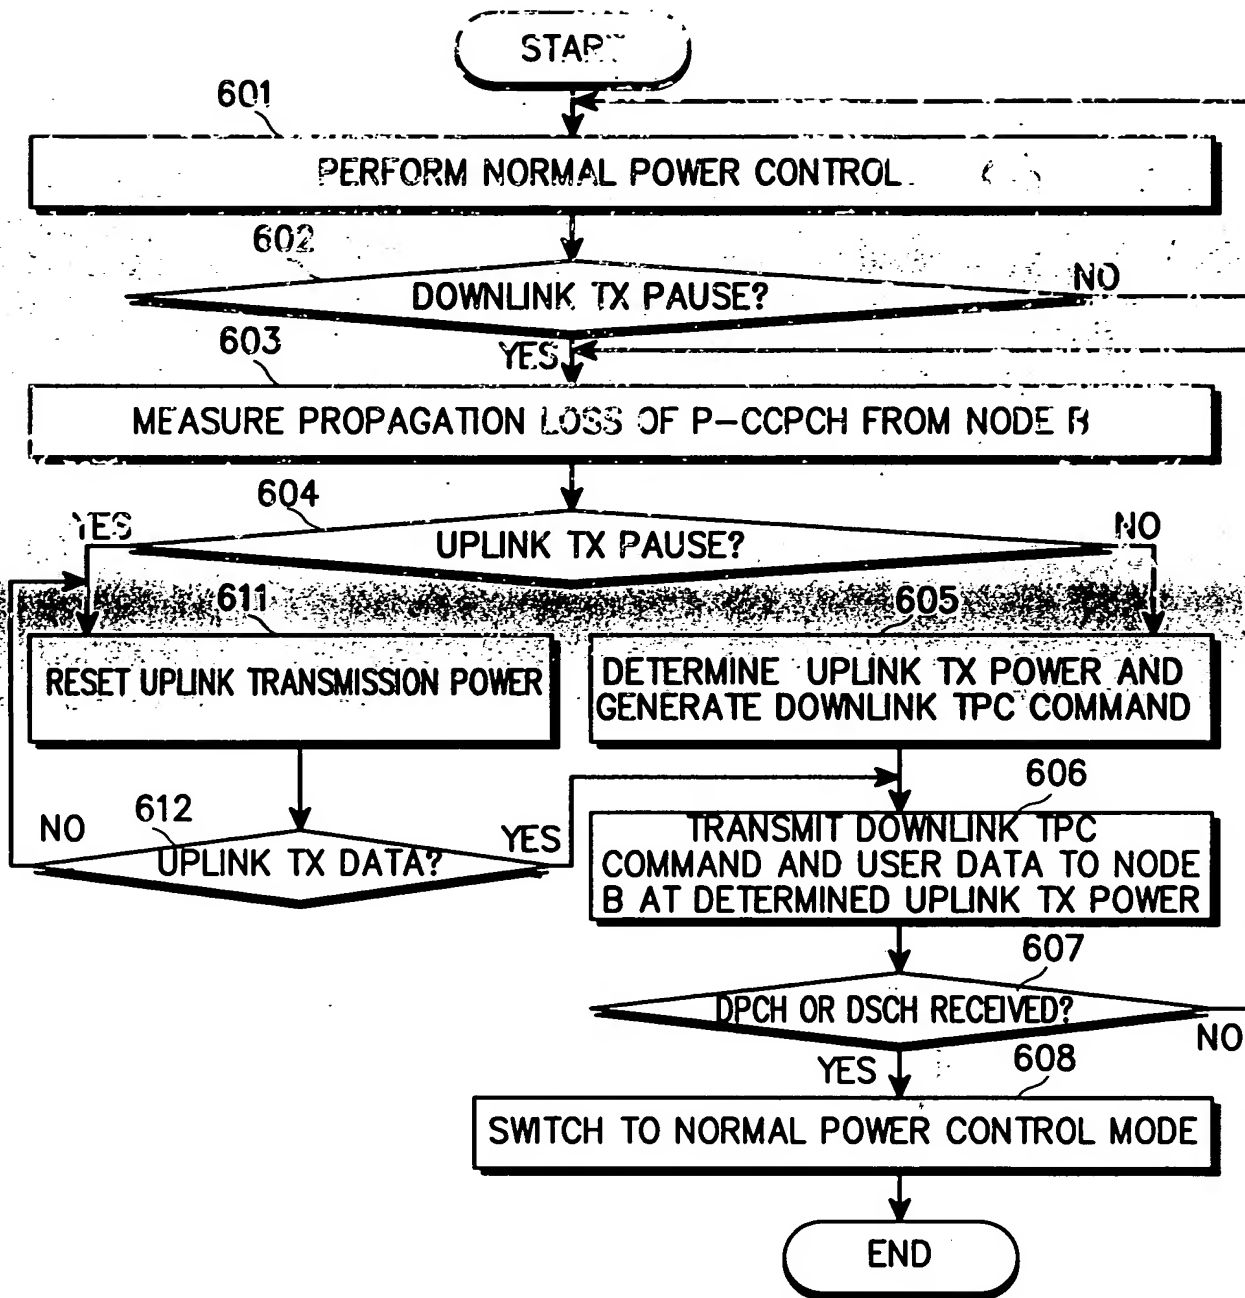 START
601
PERFORM NORMAL POWER CONTROL
602
DOWNLINK TX PAUSE?
NO
YES
603
MEASURE PROPAGATION LOSS OF P-CCPCH FROM NODE B
604
YES
UPLINK TX PAUSE?
NO
611
605
RESET UPLINK TRANSMISSION POWER
DETERMINE UPLINK TX POWER AND
GENERATE DOWNLINK TPC COMMAND
606
612
NO
UPLINK TX DATA?
YES
TRANSMIT DOWNLINK TPC
COMMAND AND USER DATA TO NODE
B AT DETERMINED UPLINK TX POWER
607
DPCH OR DSCH RECEIVED?
NO
YES
608
SWITCH TO NORMAL POWER CONTROL MODE
END